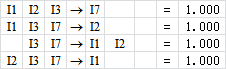 I1 I2 I3 → I7 = 1.000
I1 I3 I7 → I2 = 1.000
I3 I7 → I1 I2 = 1.000
I2 I3 I7 → I1 = 1.000